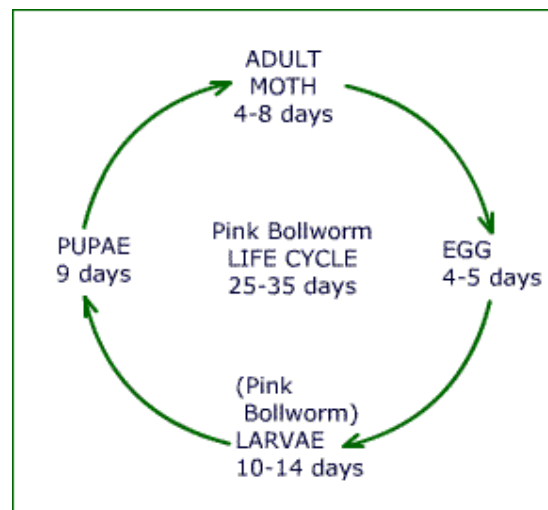 ADULT
MOTH
4-8 days
Pink Bollworm
LIFE CYCLE
25-35 days
PUPAE
9 days
EGG
4-5 days
(Pink
Bollworm)
LARVAE
10-14 days